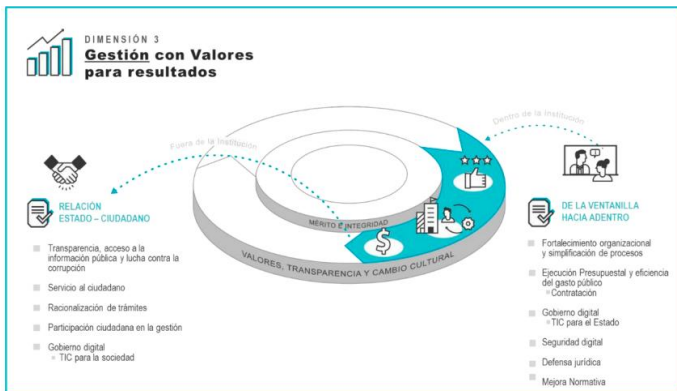 DIMENSIÓN 3
Gestión con Valores
para resultados
Fuera de la Institución
Dentro de la Institución
RELACIÓN
ESTADO – CIUDADANO
Transparencia, acceso a la
información pública y lucha contra la
corrupción
Servicio al ciudadano
Racionalización de trámites
Participación ciudadana en la gestión
Gobierno digital
TIC para la sociedad
MÉRITO E INTEGRIDAD
VALORES, TRANSPARENCIA Y CAMBIO CULTURAL
$
DE LA VENTANILLA
HACIA ADENTRO
Fortalecimiento organizacional
y simplificación de procesos
Ejecución Presupuestal y eficiencia
del gasto público
Contratación
Gobierno digital
TIC para el Estado
Seguridad digital
Defensa jurídica
Mejora Normativa